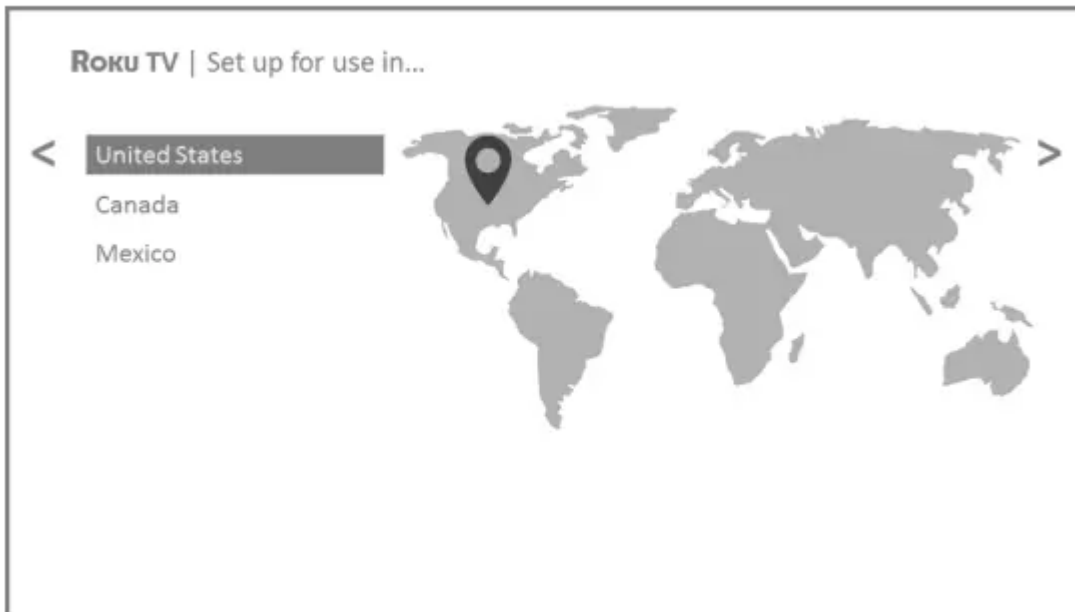 Roku TV | Set up for use in...
< United States >
Canada
Mexico